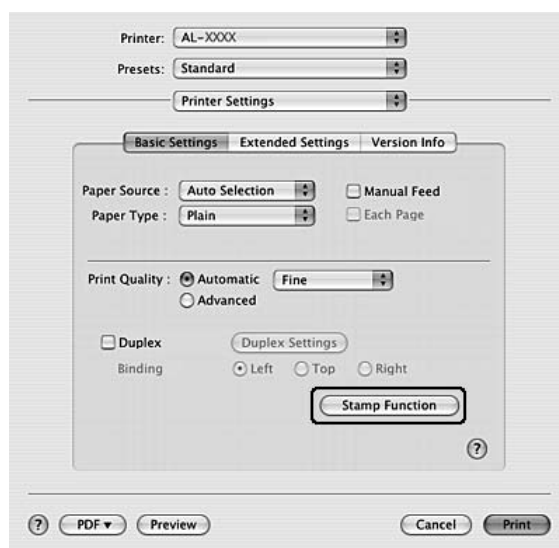 Printer: AL-XXXX
Presets: Standard
Printer Settings
Basic Settings Extended Settings Version Info
Paper Source : Auto Selection Manual Feed
Paper Type : Plain Each Page
Print Quality : Automatic Fine
Advanced
Duplex Duplex Settings
Binding Left Top Right
Stamp Function
?
? PDF ▼ Preview Cancel Print